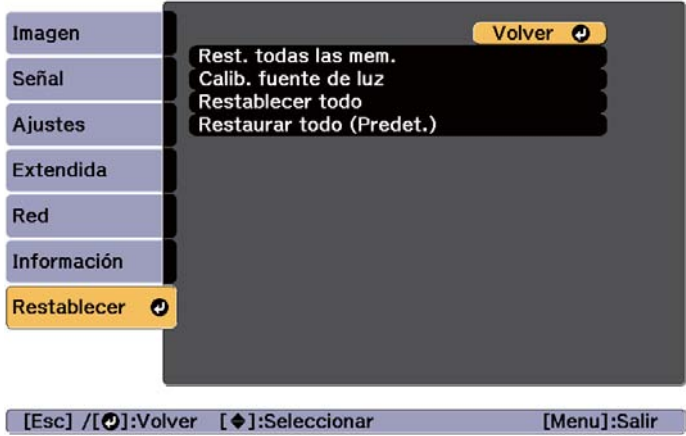 Imagen
Señal
Ajustes
Extendida
Red
Información
Restablecer
Volver
Rest. todas las mem.
Calib. fuente de luz
Restablecer todo
Restaurar todo (Predet.)
[Esc] /[⏎]:Volver [◆]:Seleccionar [Menu]:Salir